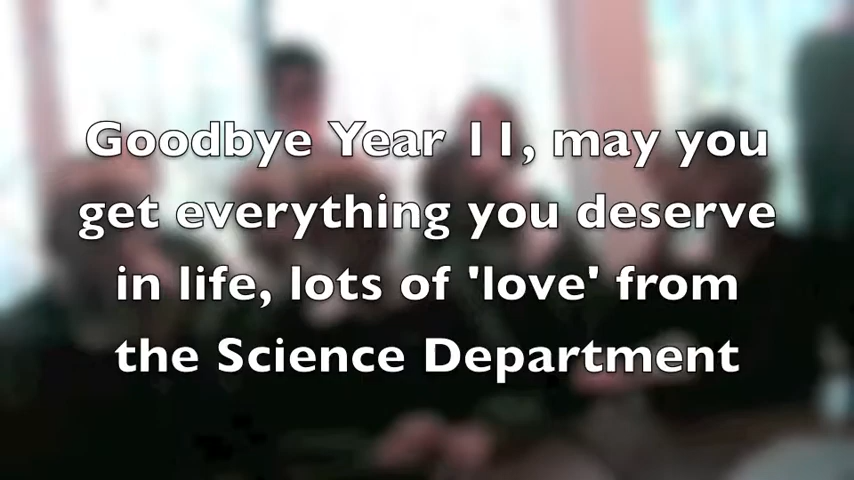 Goodbye Year 11, may you
get everything you deserve
in life, lots of 'love' from
the Science Department